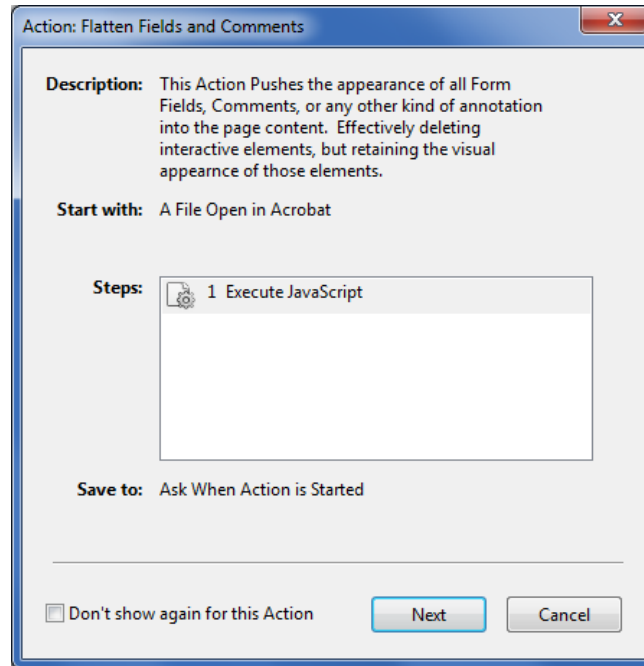 Action: Flatten Fields and Comments
Description: This Action Pushes the appearance of all Form
Fields, Comments, or any other kind of annotation
into the page content.  Effectively deleting
interactive elements, but retaining the visual
appearnce of those elements.
Start with: A File Open in Acrobat
Steps: 1 Execute JavaScript
Save to: Ask When Action is Started
Don't show again for this Action
Next
Cancel